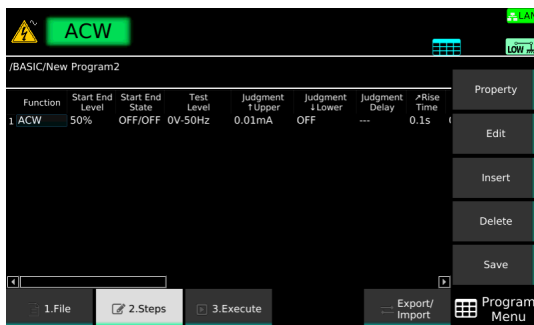 ACW
LAN
LOW
/BASIC/New Program2
Function Start End Level Start End State Test Level Judgment ↑Upper Judgment ↓Lower Judgment Delay ↗Rise Time
1 ACW 50% OFF/OFF 0V-50Hz 0.01mA OFF --- 0.1s
Property
Edit
Insert
Delete
Save
1.File
2.Steps
3.Execute
Export/
Import
Program
Menu